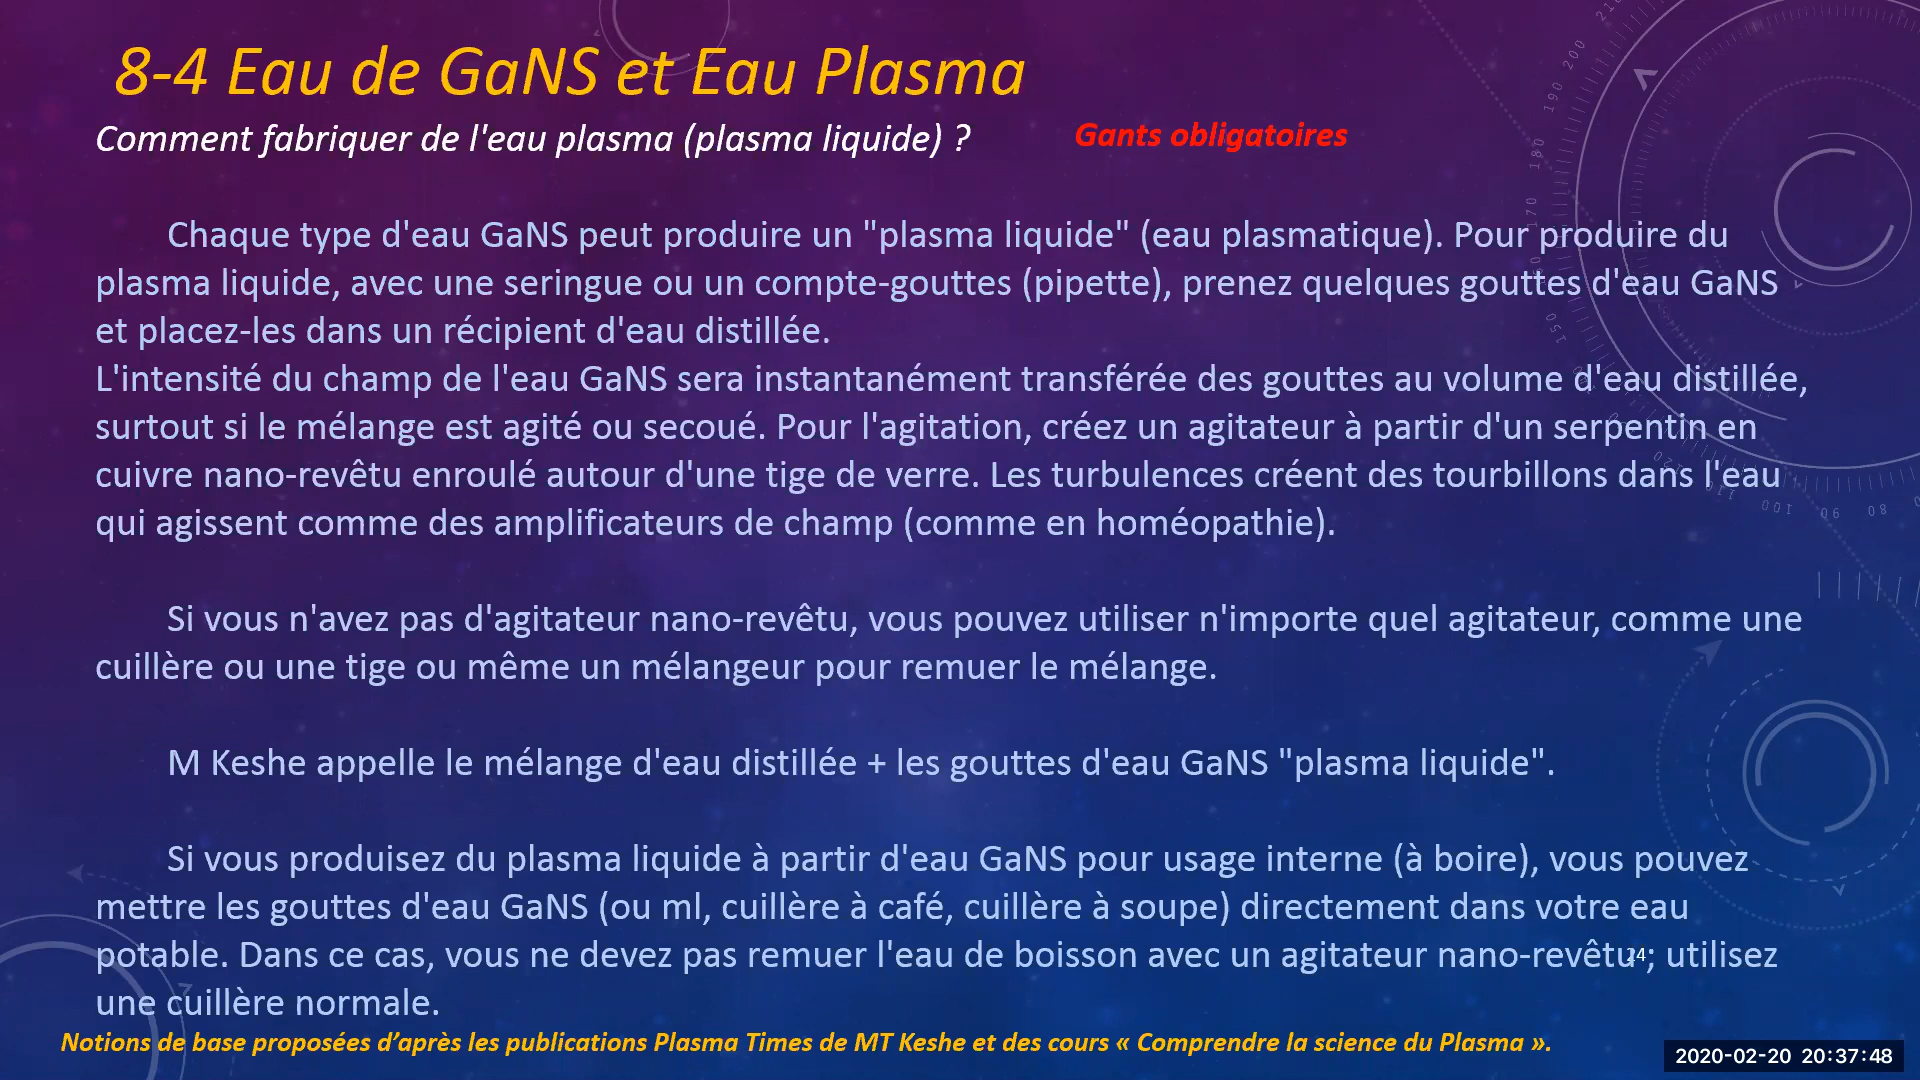 8-4 Eau de GaNS et Eau Plasma
Comment fabriquer de l'eau plasma (plasma liquide) ?
Gants obligatoires
Chaque type d'eau GaNS peut produire un "plasma liquide" (eau plasmatique). Pour produire du
plasma liquide, avec une seringue ou un compte-gouttes (pipette), prenez quelques gouttes d'eau GaNS
et placez-les dans un récipient d'eau distillée.
L'intensité du champ de l'eau GaNS sera instantanément transférée des gouttes au volume d'eau distillée,
surtout si le mélange est agité ou secoué. Pour l'agitation, créez un agitateur à partir d'un serpentin en
cuivre nano-revêtu enroulé autour d'une tige de verre. Les turbulences créent des tourbillons dans l'eau
qui agissent comme des amplificateurs de champ (comme en homéopathie).
Si vous n'avez pas d'agitateur nano-revêtu, vous pouvez utiliser n'importe quel agitateur, comme une
cuillère ou une tige ou même un mélangeur pour remuer le mélange.
M Keshe appelle le mélange d'eau distillée + les gouttes d'eau GaNS "plasma liquide".
Si vous produisez du plasma liquide à partir d'eau GaNS pour usage interne (à boire), vous pouvez
mettre les gouttes d'eau GaNS (ou ml, cuillère à café, cuillère à soupe) directement dans votre eau
potable. Dans ce cas, vous ne devez pas remuer l'eau de boisson avec un agitateur nano-revêtu ; utilisez
une cuillère normale.
24
Notions de base proposées d’après les publications Plasma Times de MT Keshe et des cours « Comprendre la science du Plasma ».
2020-02-20 20:37:48
210
200
190
180
170
150
120
110
100
90
80